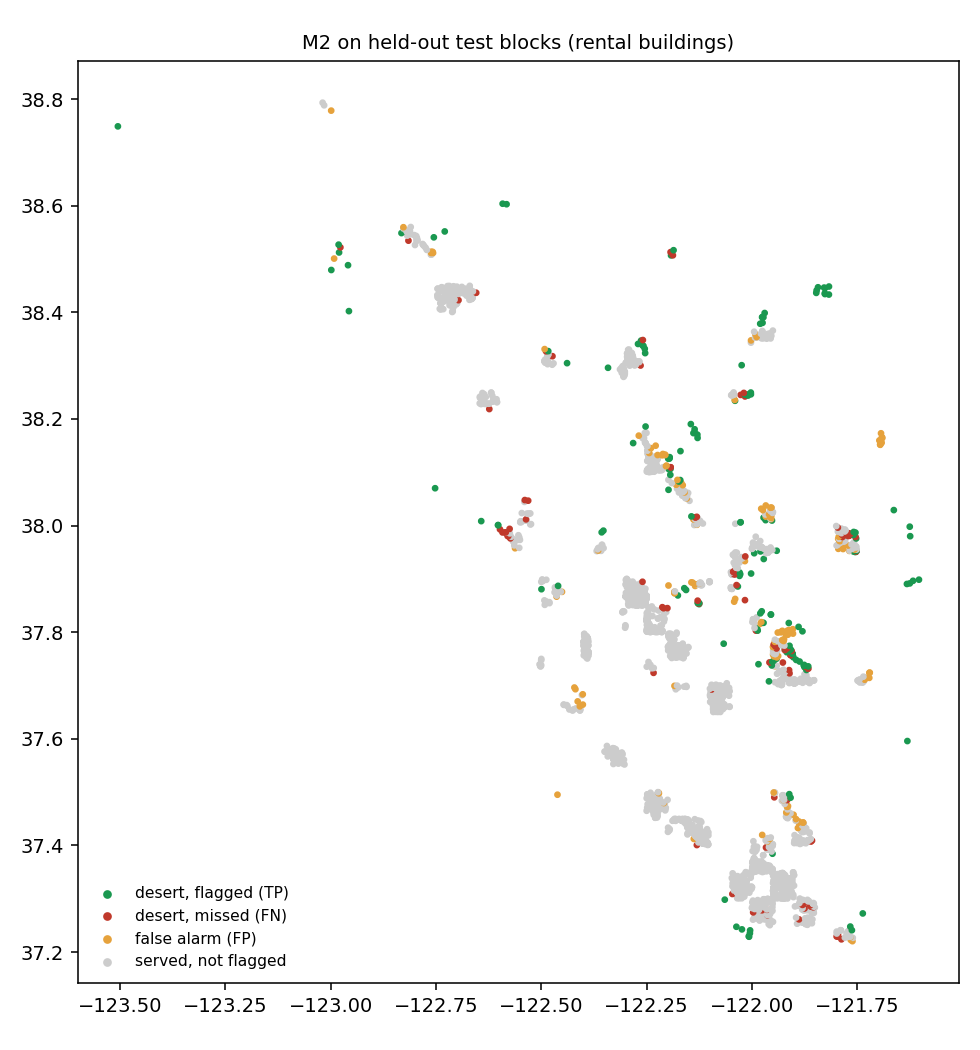 M2 on held-out test blocks (rental buildings)
38.8
38.6
38.4
38.2
38.0
37.8
37.6
37.4
37.2
desert, flagged (TP)
desert, missed (FN)
false alarm (FP)
served, not flagged
−123.50 −123.25 −123.00 −122.75 −122.50 −122.25 −122.00 −121.75